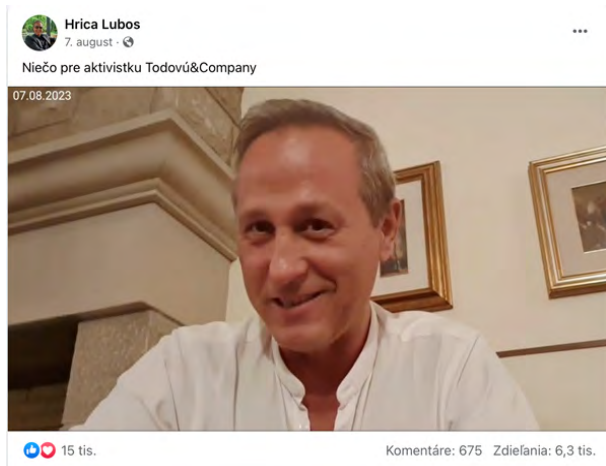 Hrica Lubos
7. august ·
Niečo pre aktivistku Todovú&Company
07.08.2023
15 tis.
Komentáre: 675 Zdieľania: 6,3 tis.